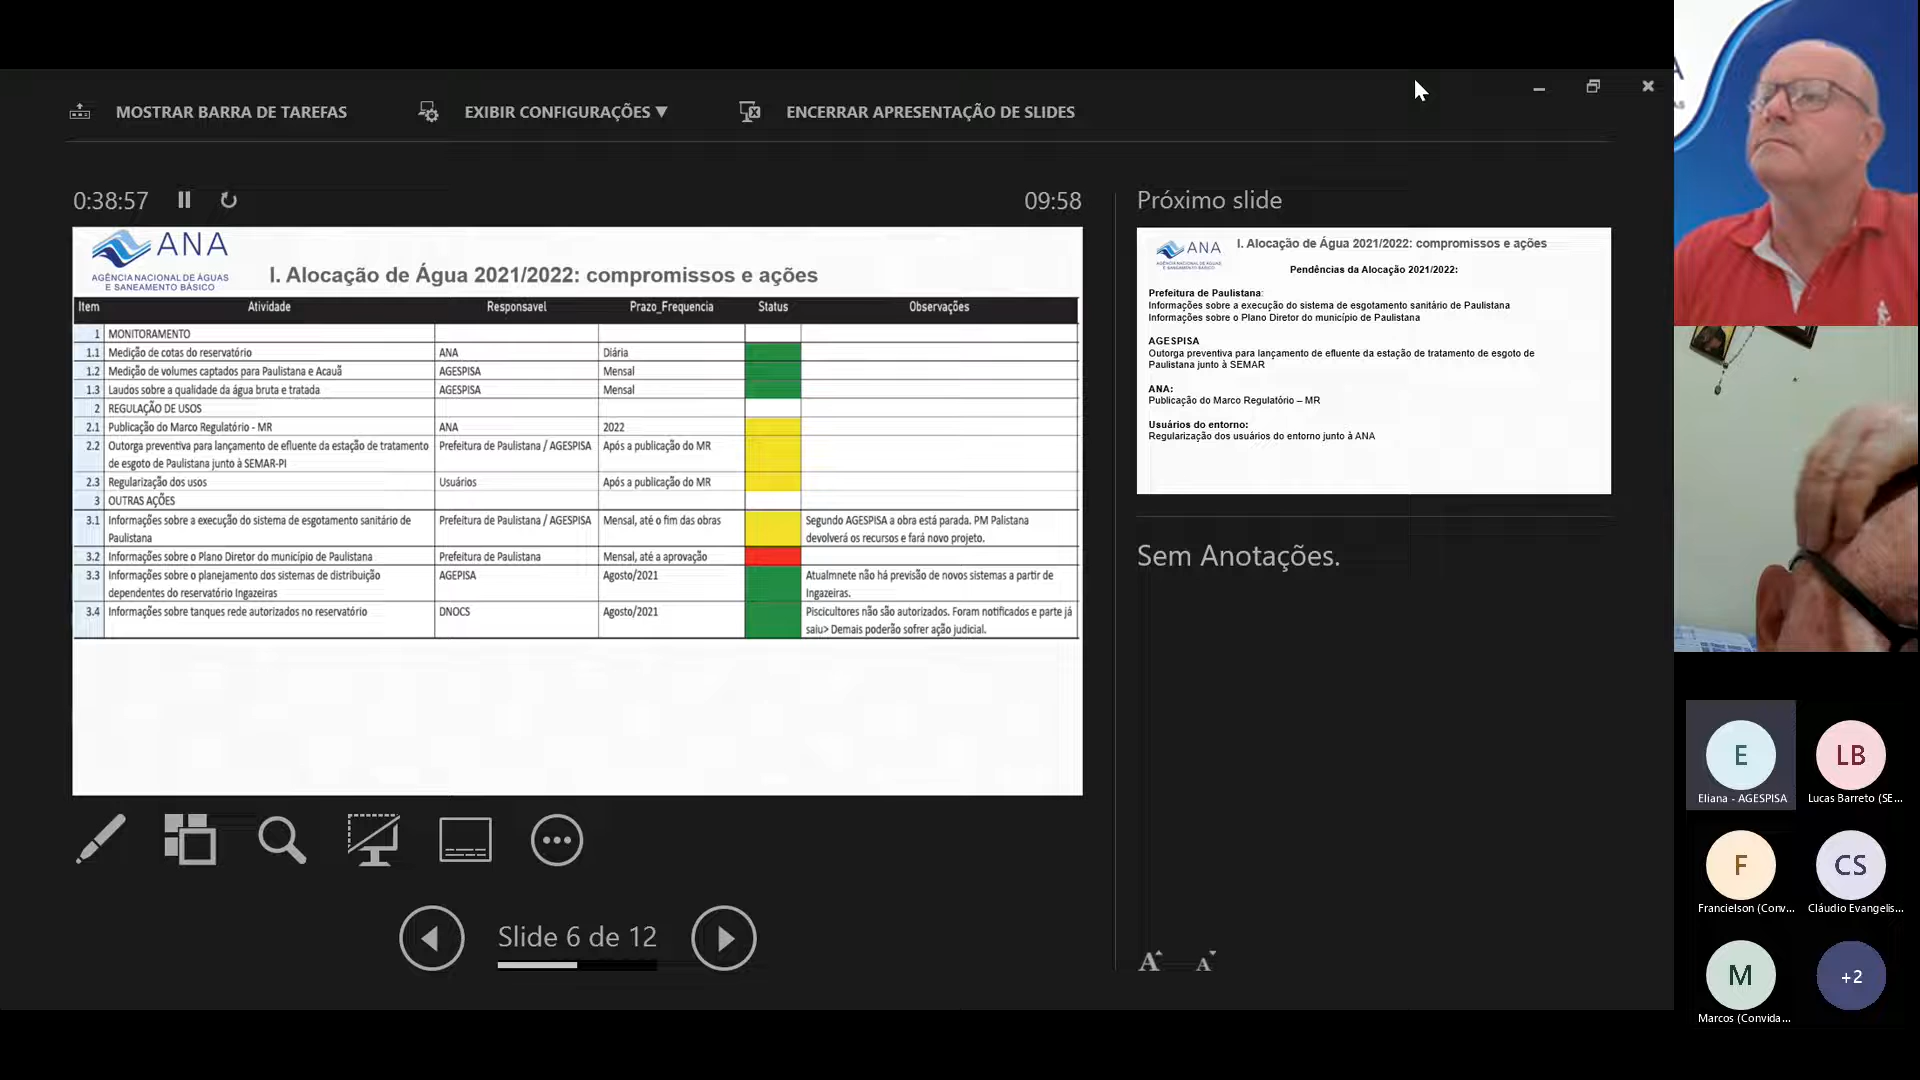 MOSTRAR BARRA DE TAREFAS
EXIBIR CONFIGURAÇÕES ▼
ENCERRAR APRESENTAÇÃO DE SLIDES
0:38:57
09:58
ANA
AGÊNCIA NACIONAL DE ÁGUAS
E SANEAMENTO BÁSICO
I. Alocação de Água 2021/2022: compromissos e ações
Item Atividade Responsavel Prazo_Frequencia Status Observações
1 MONITORAMENTO
1.1 Medição de cotas do reservatório ANA Diária
1.2 Medição de volumes captados para Paulistana e Acauã AGESPISA Mensal
1.3 Laudos sobre a qualidade da água bruta e tratada AGESPISA Mensal
2 REGULAÇÃO DE USOS
2.1 Publicação do Marco Regulatório - MR ANA 2022
2.2 Outorga preventiva para lançamento de efluente da estação de tratamento Prefeitura de Paulistana / AGESPISA Após a publicação do MR
de esgoto de Paulistana junto à SEMAR-PI
2.3 Regularização dos usos Usuários Após a publicação do MR
3 OUTRAS AÇÕES
3.1 Informações sobre a execução do sistema de esgotamento sanitário de Prefeitura de Paulistana / AGESPISA Mensal, até o fim das obras Segundo AGESPISA a obra está parada. PM Palistana
Paulistana devolverá os recursos e fará novo projeto.
3.2 Informações sobre o Plano Diretor do município de Paulistana Prefeitura de Paulistana Mensal, até a aprovação
3.3 Informações sobre o planejamento dos sistemas de distribuição AGEPISA Agosto/2021 Atualmnete não há previsão de novos sistemas a partir de
dependentes do reservatório Ingazeiras Ingazeiras.
3.4 Informações sobre tanques rede autorizados no reservatório DNOCS Agosto/2021 Piscicultores não são autorizados. Foram notificados e parte já
saiu> Demais poderão sofrer ação judicial.
Slide 6 de 12
Próximo slide
ANA
I. Alocação de Água 2021/2022: compromissos e ações
Pendências da Alocação 2021/2022:
Prefeitura de Paulistana:
Informações sobre a execução do sistema de esgotamento sanitário de Paulistana
Informações sobre o Plano Diretor do município de Paulistana
AGESPISA
Outorga preventiva para lançamento de efluente da estação de tratamento de esgoto de
Paulistana junto à SEMAR
ANA:
Publicação do Marco Regulatório – MR
Usuários do entorno:
Regularização dos usuários do entorno junto à ANA
Sem Anotações.
A A
E
Eliana - AGESPISA
LB
Lucas Barreto (SE...
F
Francielson (Conv...
CS
Cláudio Evangelis...
M
Marcos (Convida...
+2